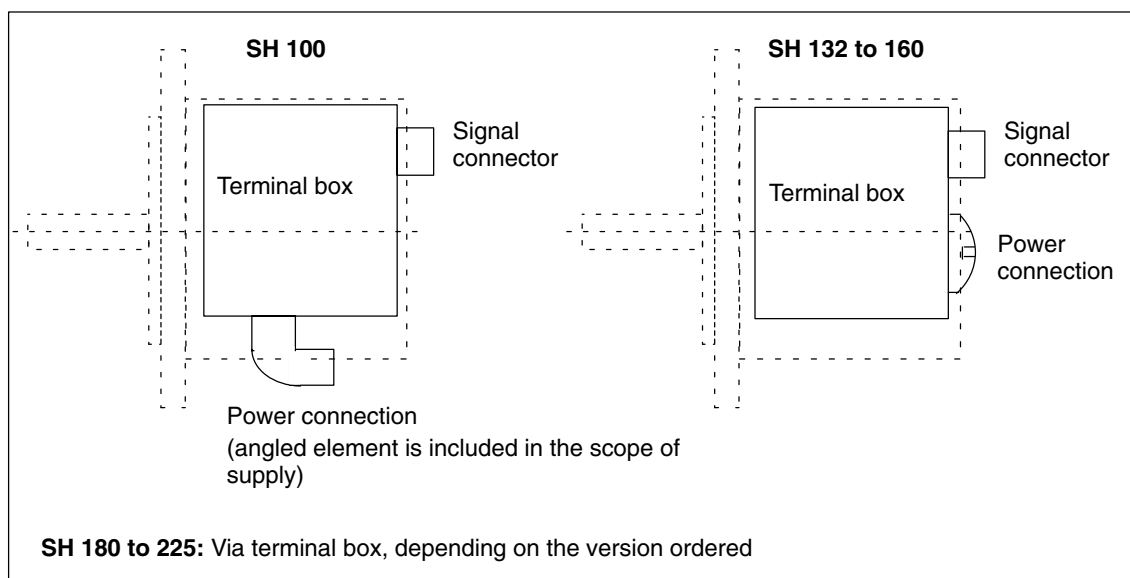 SH 100
Signal
connector
Terminal box
Power connection
(angled element is included in the scope of
supply)
SH 132 to 160
Signal
connector
Terminal box
Power
connection
SH 180 to 225: Via terminal box, depending on the version ordered